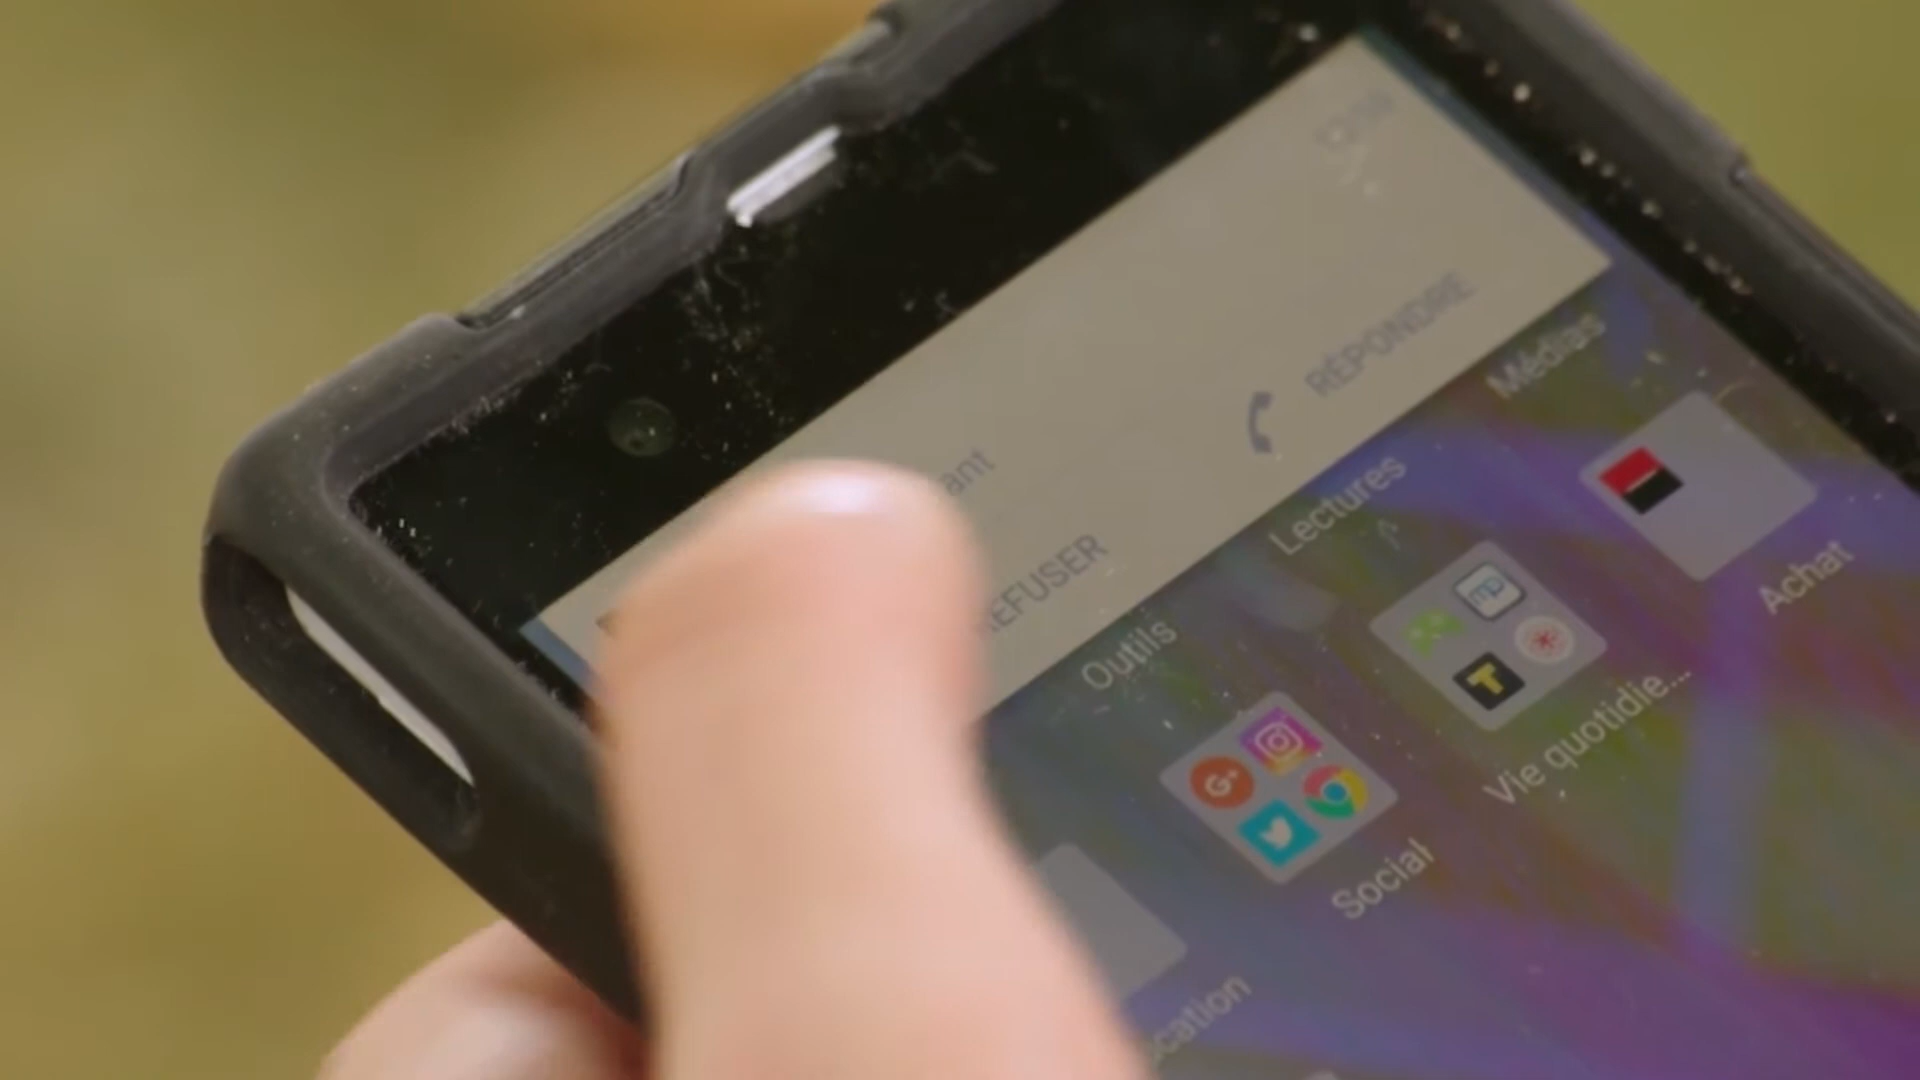 RÉPONDRE
REFUSER
Médias
Lectures
Outils
Achat
Vie quotidie...
Social
G+
T